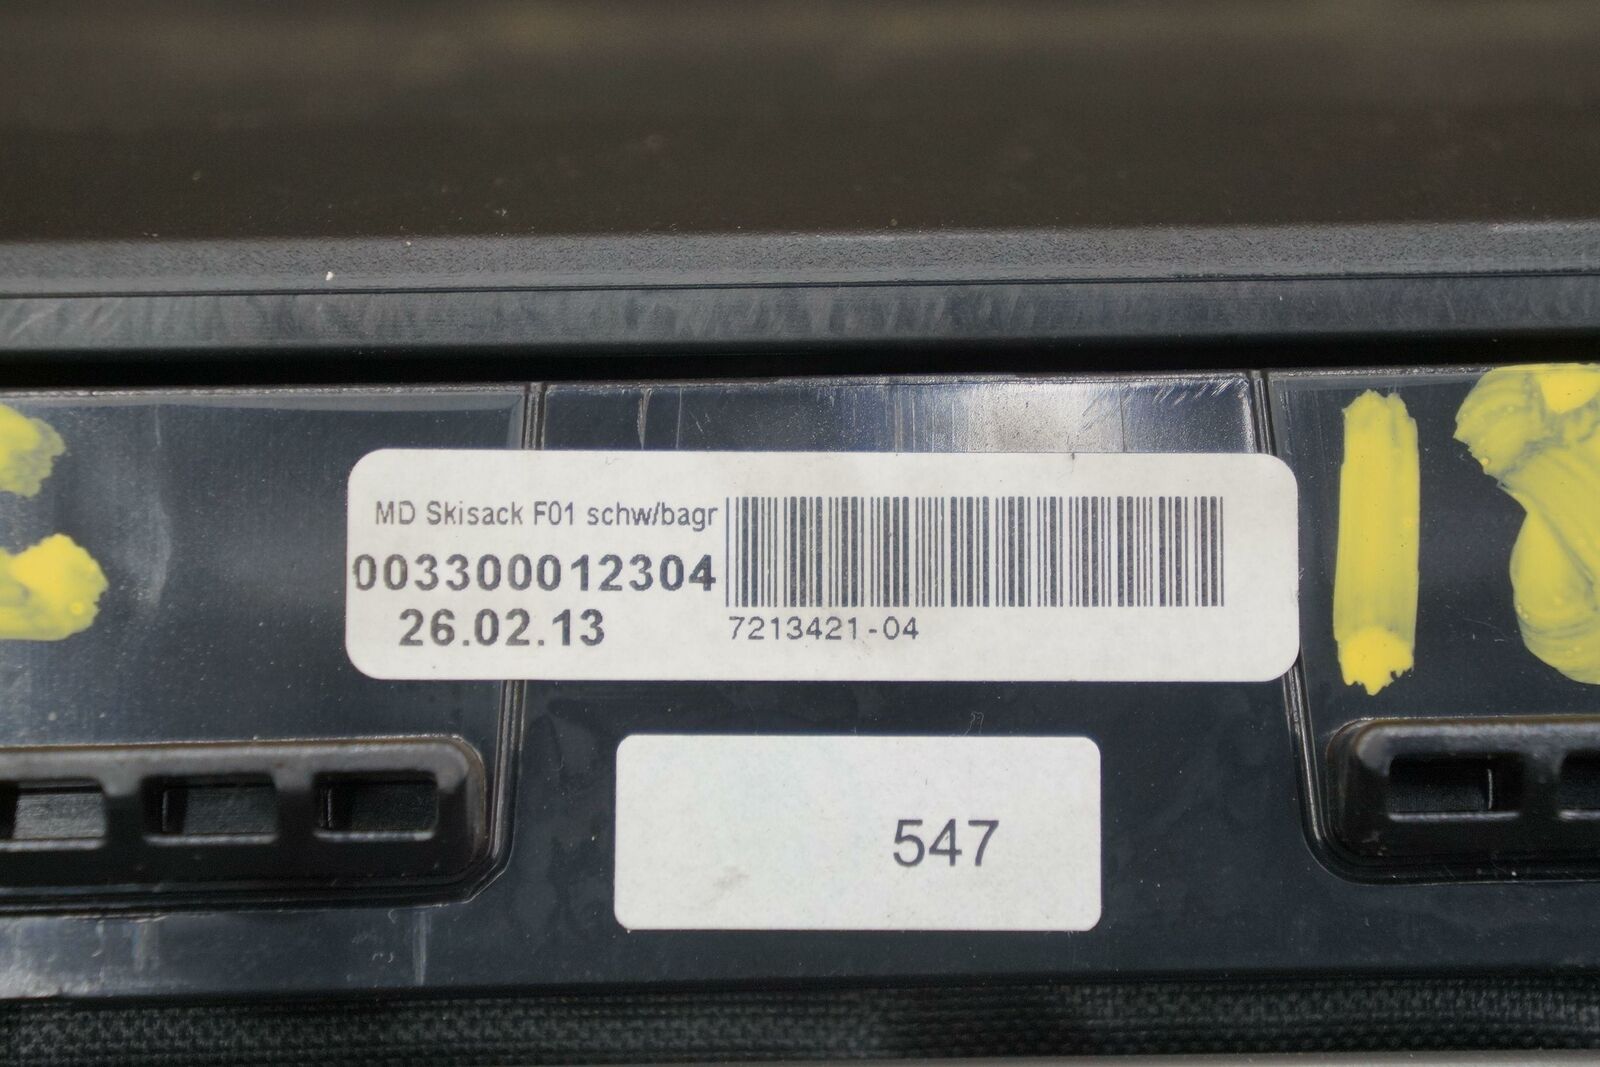 MD Skisack F01 schw/bagr
003300012304
26.02.13
7213421-04
547